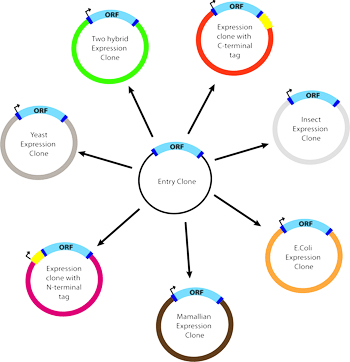 ORF
Two hybrid
Expression
Clone
ORF
Expression
clone with
C-terminal
tag
ORF
Yeast
Expression
Clone
ORF
Entry Clone
ORF
Insect
Expression
Clone
ORF
Expression
clone with
N-terminal
tag
ORF
E.Coli
Expression
Clone
ORF
Mamallian
Expression
Clone